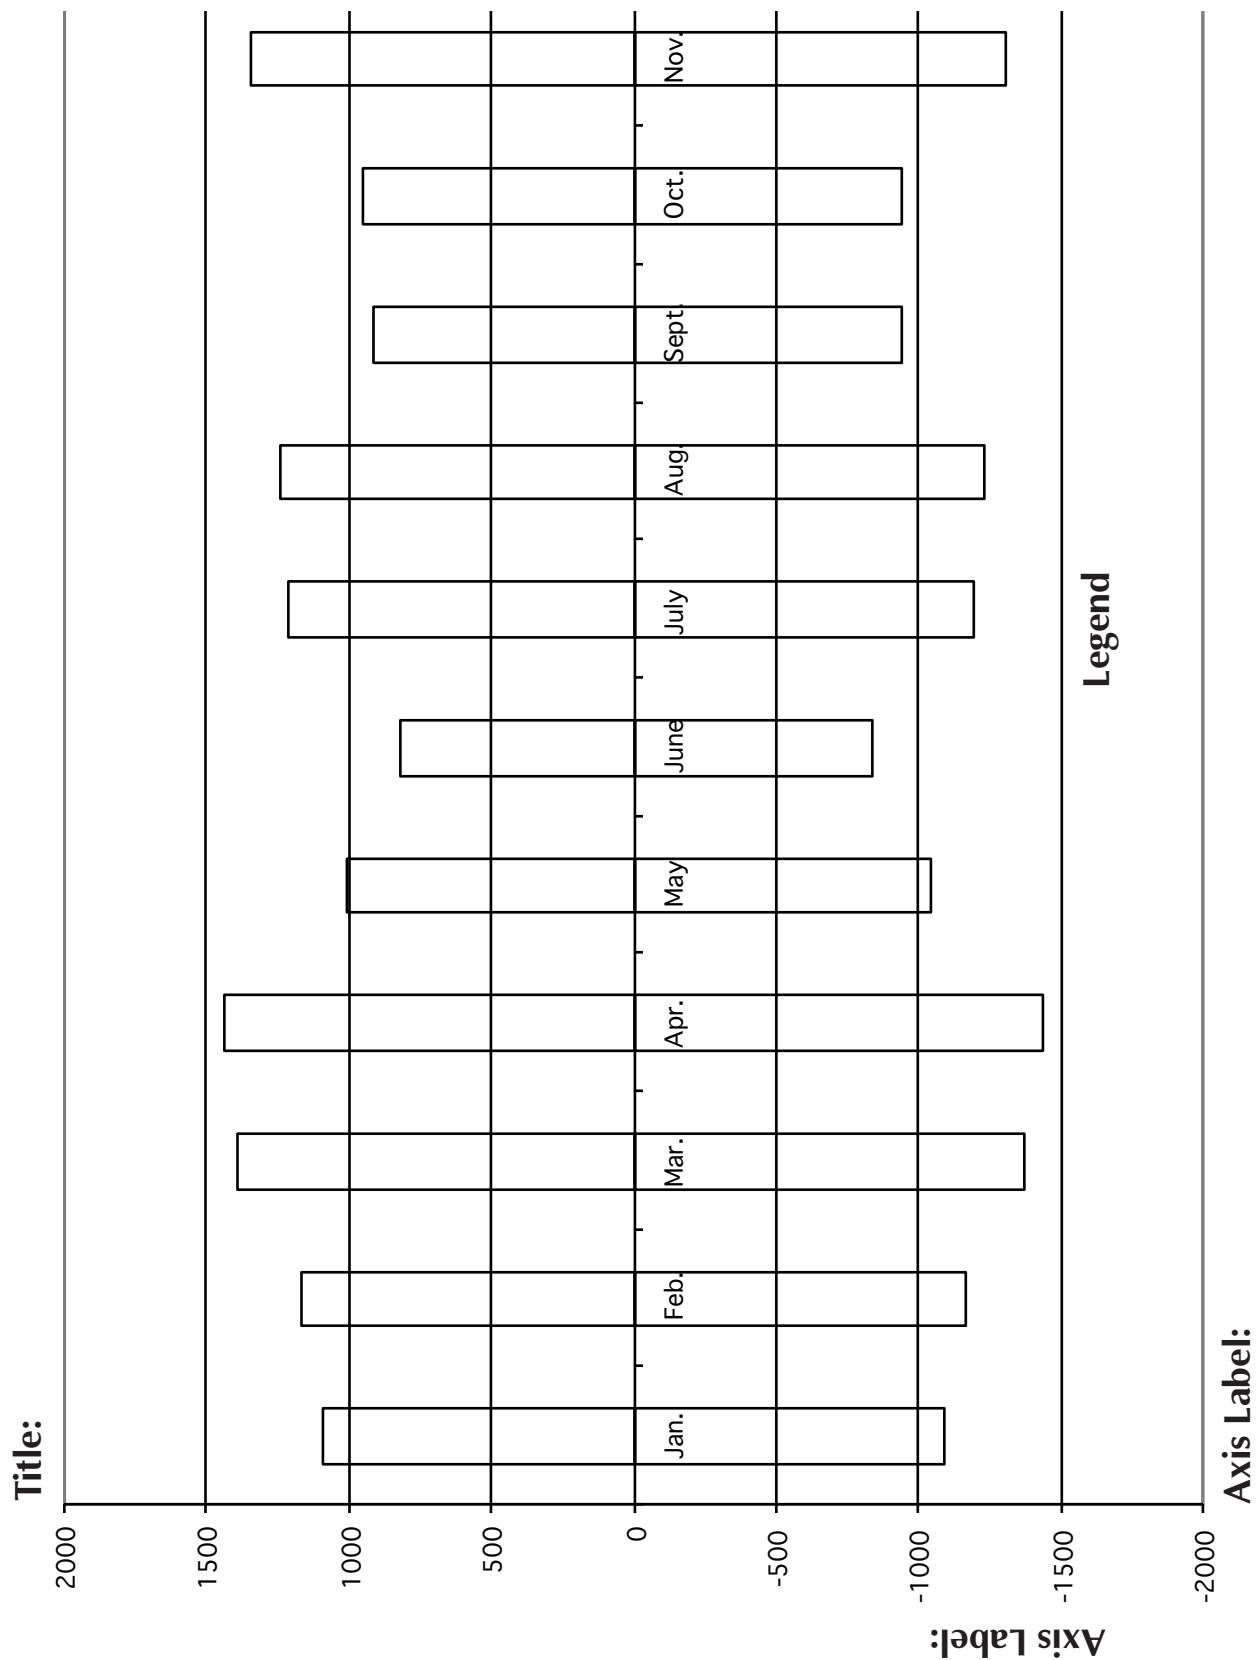 Title:
2000
1500
1000
500
0
-500
-1000
-1500
-2000
Axis Label:
Jan.
Feb.
Mar.
Apr.
May
June
July
Aug.
Sept.
Oct.
Nov.
Legend
Axis Label: